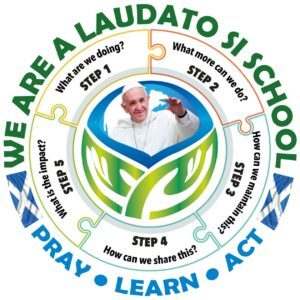 WE ARE A LAUDATO SI SCHOOL
What are we doing?
STEP 1
What more can we do?
STEP 2
How can we maintain this?
STEP 3
STEP 4
How can we share this?
What is the impact?
STEP 5
PRAY • LEARN • ACT